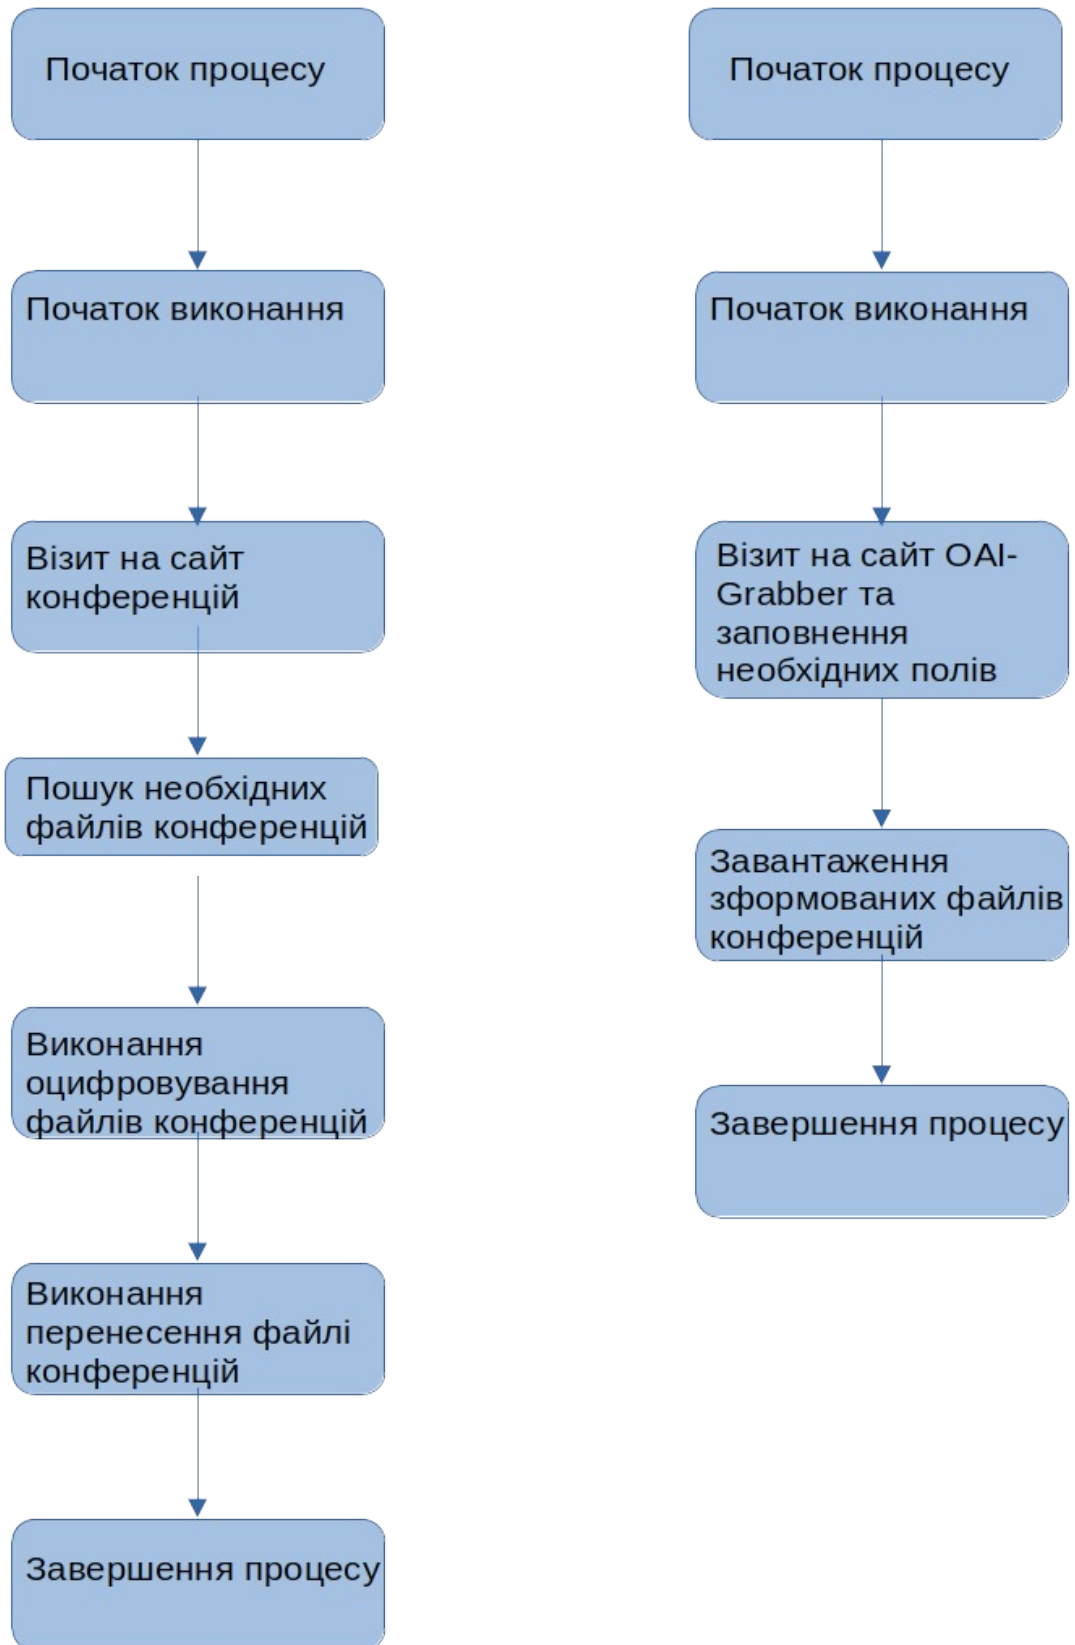 Початок процесу
Початок виконання
Візит на сайт
конференцій
Пошук необхідних
файлів конференцій
Виконання
оцифровування
файлів конференцій
Виконання
перенесення файлі
конференцій
Завершення процесу
Початок процесу
Початок виконання
Візит на сайт OAI-
Grabber та
заповнення
необхідних полів
Завантаження
зформованих файлів
конференцій
Завершення процесу